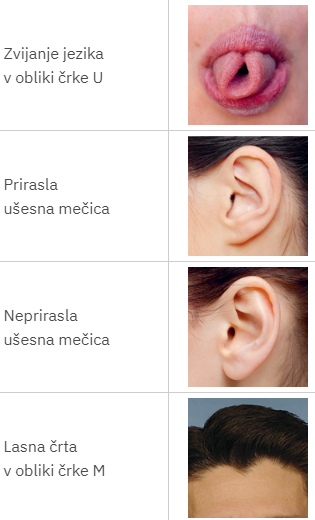 Zvijanje jezika
v obliki črke U
Prirasla
ušesna mečica
Neprirasla
ušesna mečica
Lasna črta
v obliki črke M